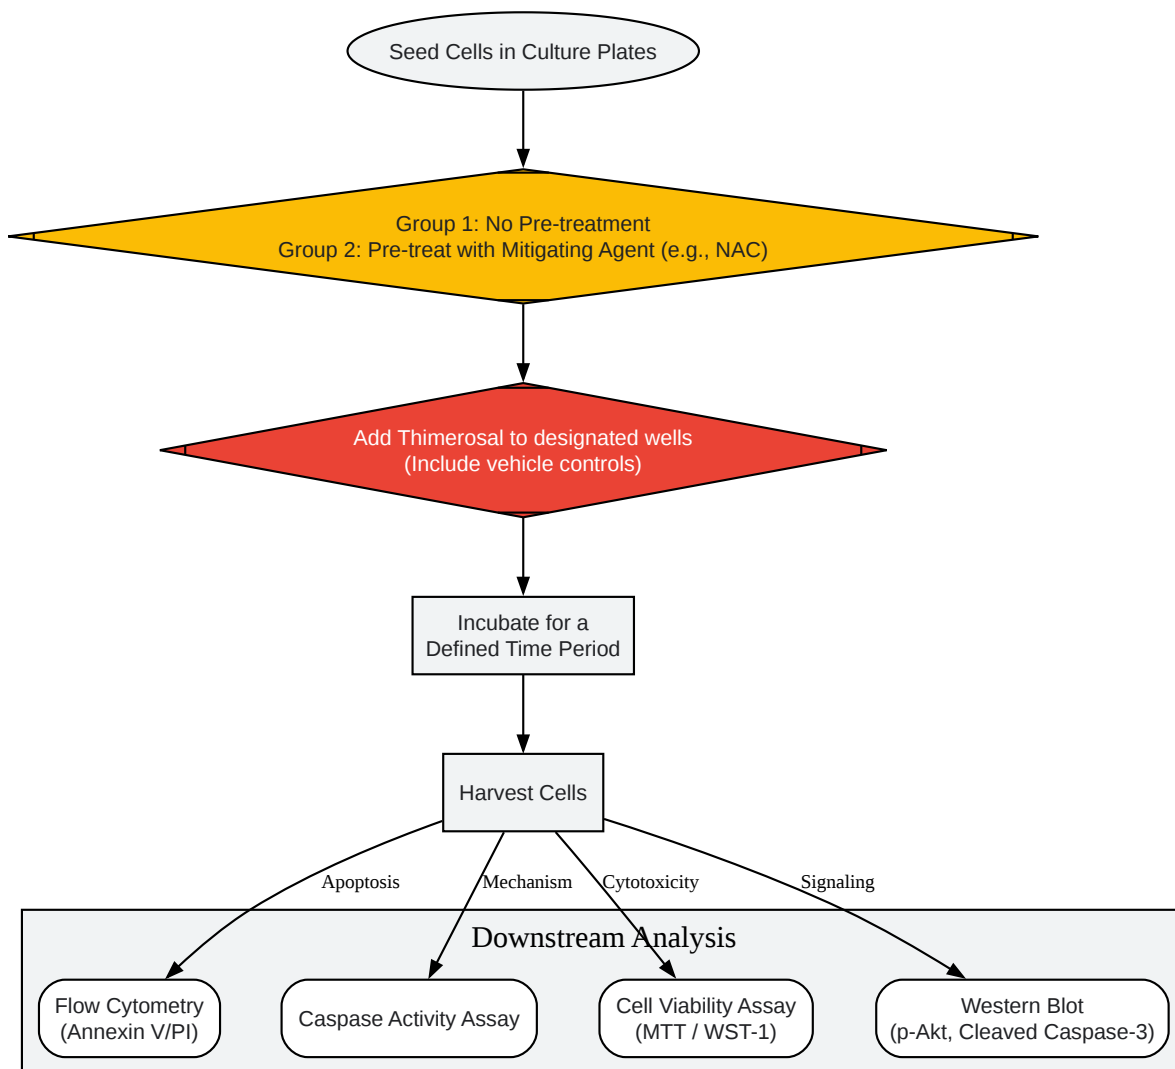 Seed Cells in Culture Plates
Group 1: No Pre-treatment
Group 2: Pre-treat with Mitigating Agent (e.g., NAC)
Add Thimerosal to designated wells
(Include vehicle controls)
Incubate for a
Defined Time Period
Harvest Cells
Apoptosis
Mechanism
Cytotoxicity
Signaling
Downstream Analysis
Flow Cytometry
(Annexin V/PI)
Caspase Activity Assay
Cell Viability Assay
(MTT / WST-1)
Western Blot
(p-Akt, Cleaved Caspase-3)